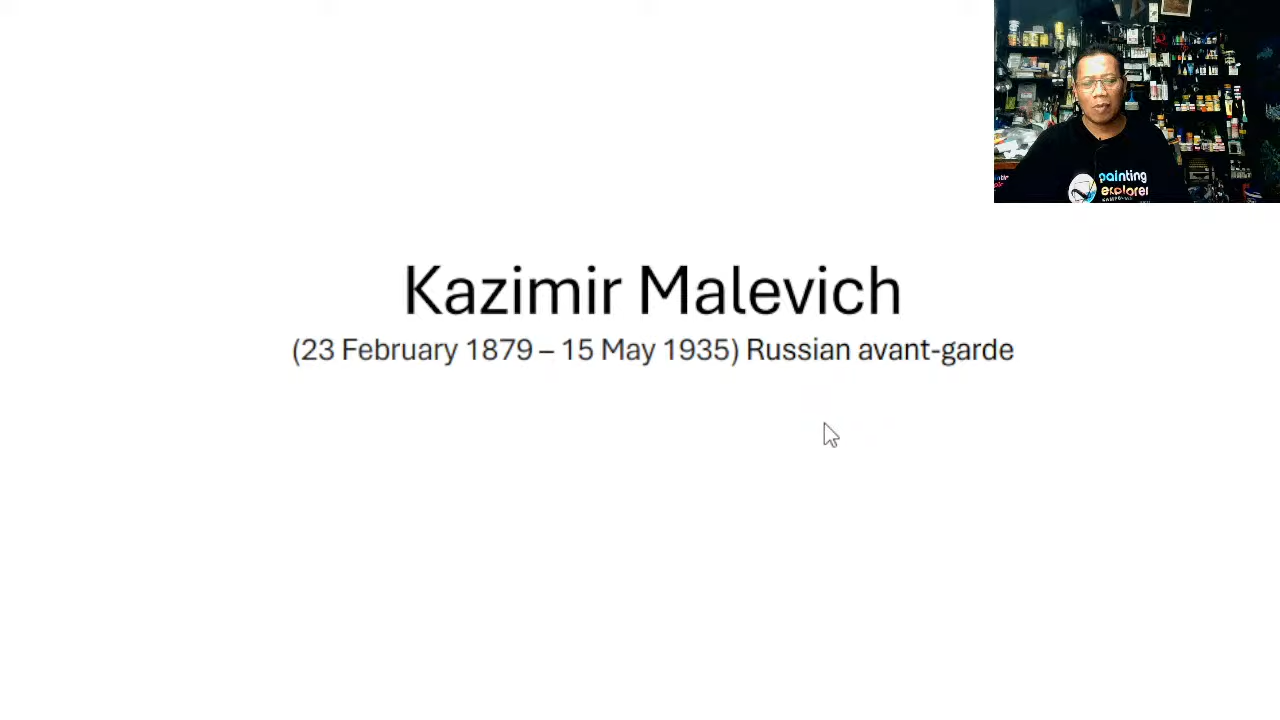 Kazimir Malevich
(23 February 1879 – 15 May 1935) Russian avant-garde
painting
explorer